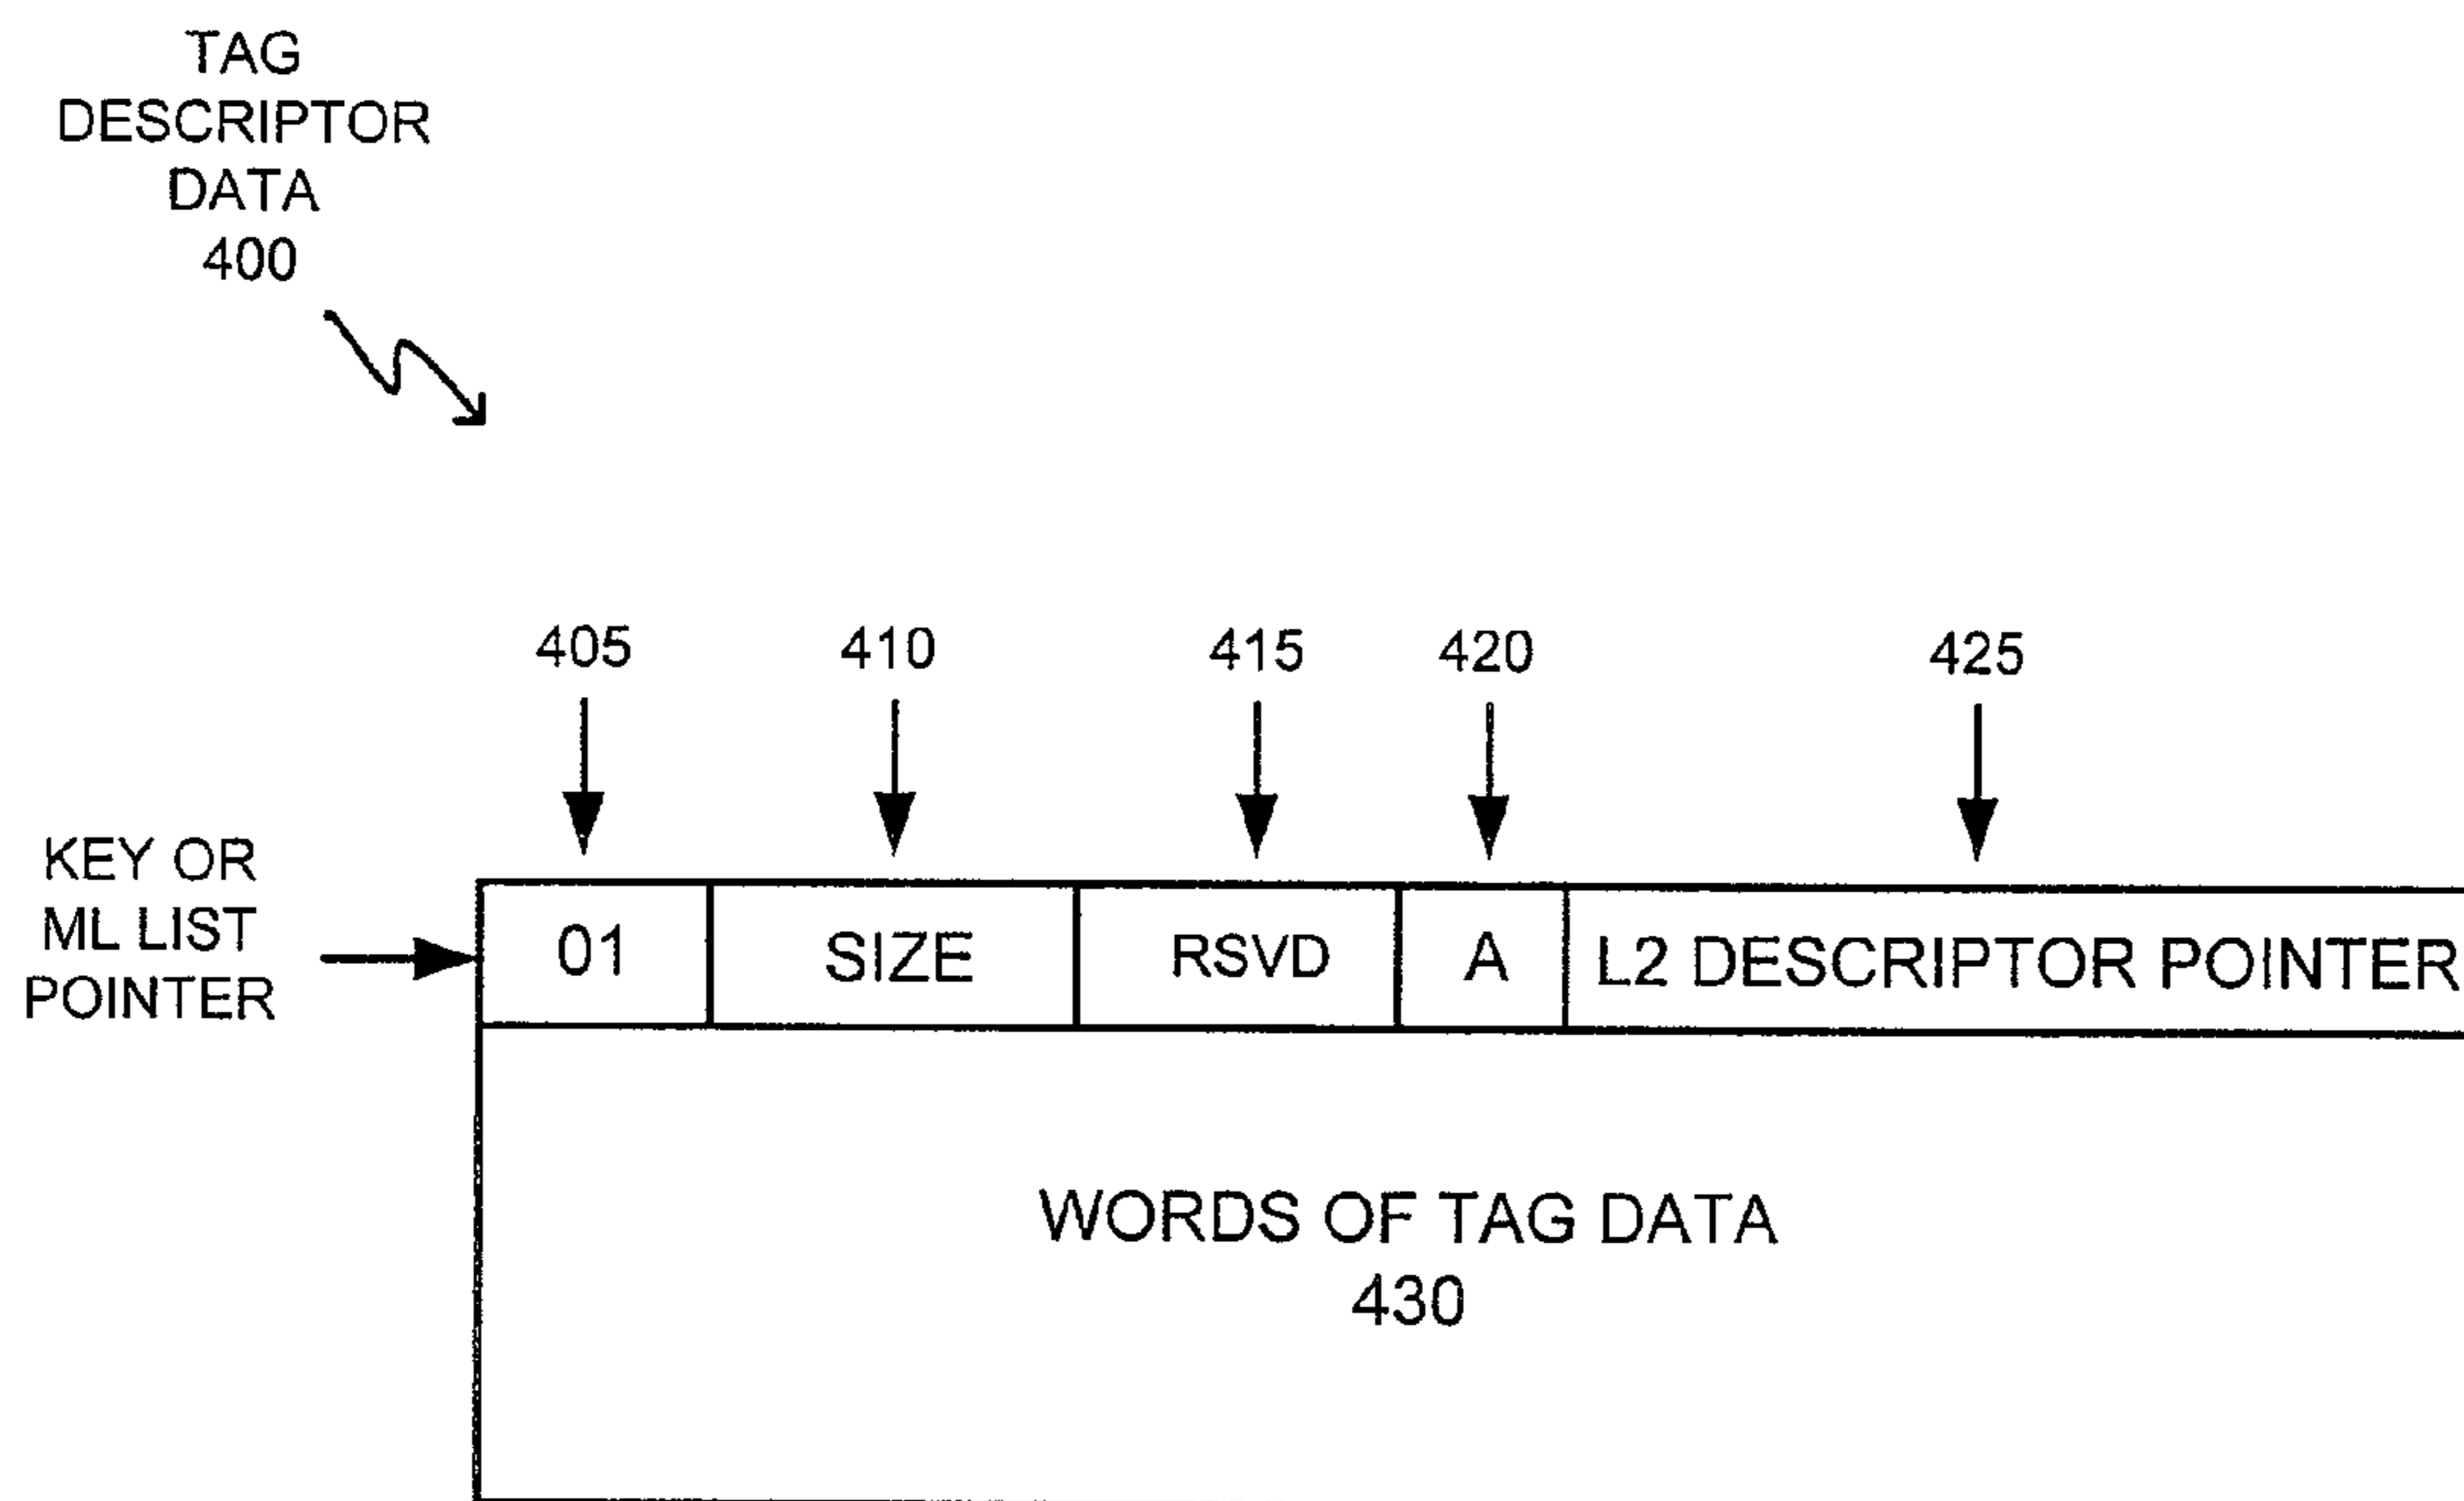 TAG
DESCRIPTOR
DATA
400
405 410 415 420 425
KEY OR
ML LIST
POINTER
01 SIZE RSVD A L2 DESCRIPTOR POINTER
WORDS OF TAG DATA
430